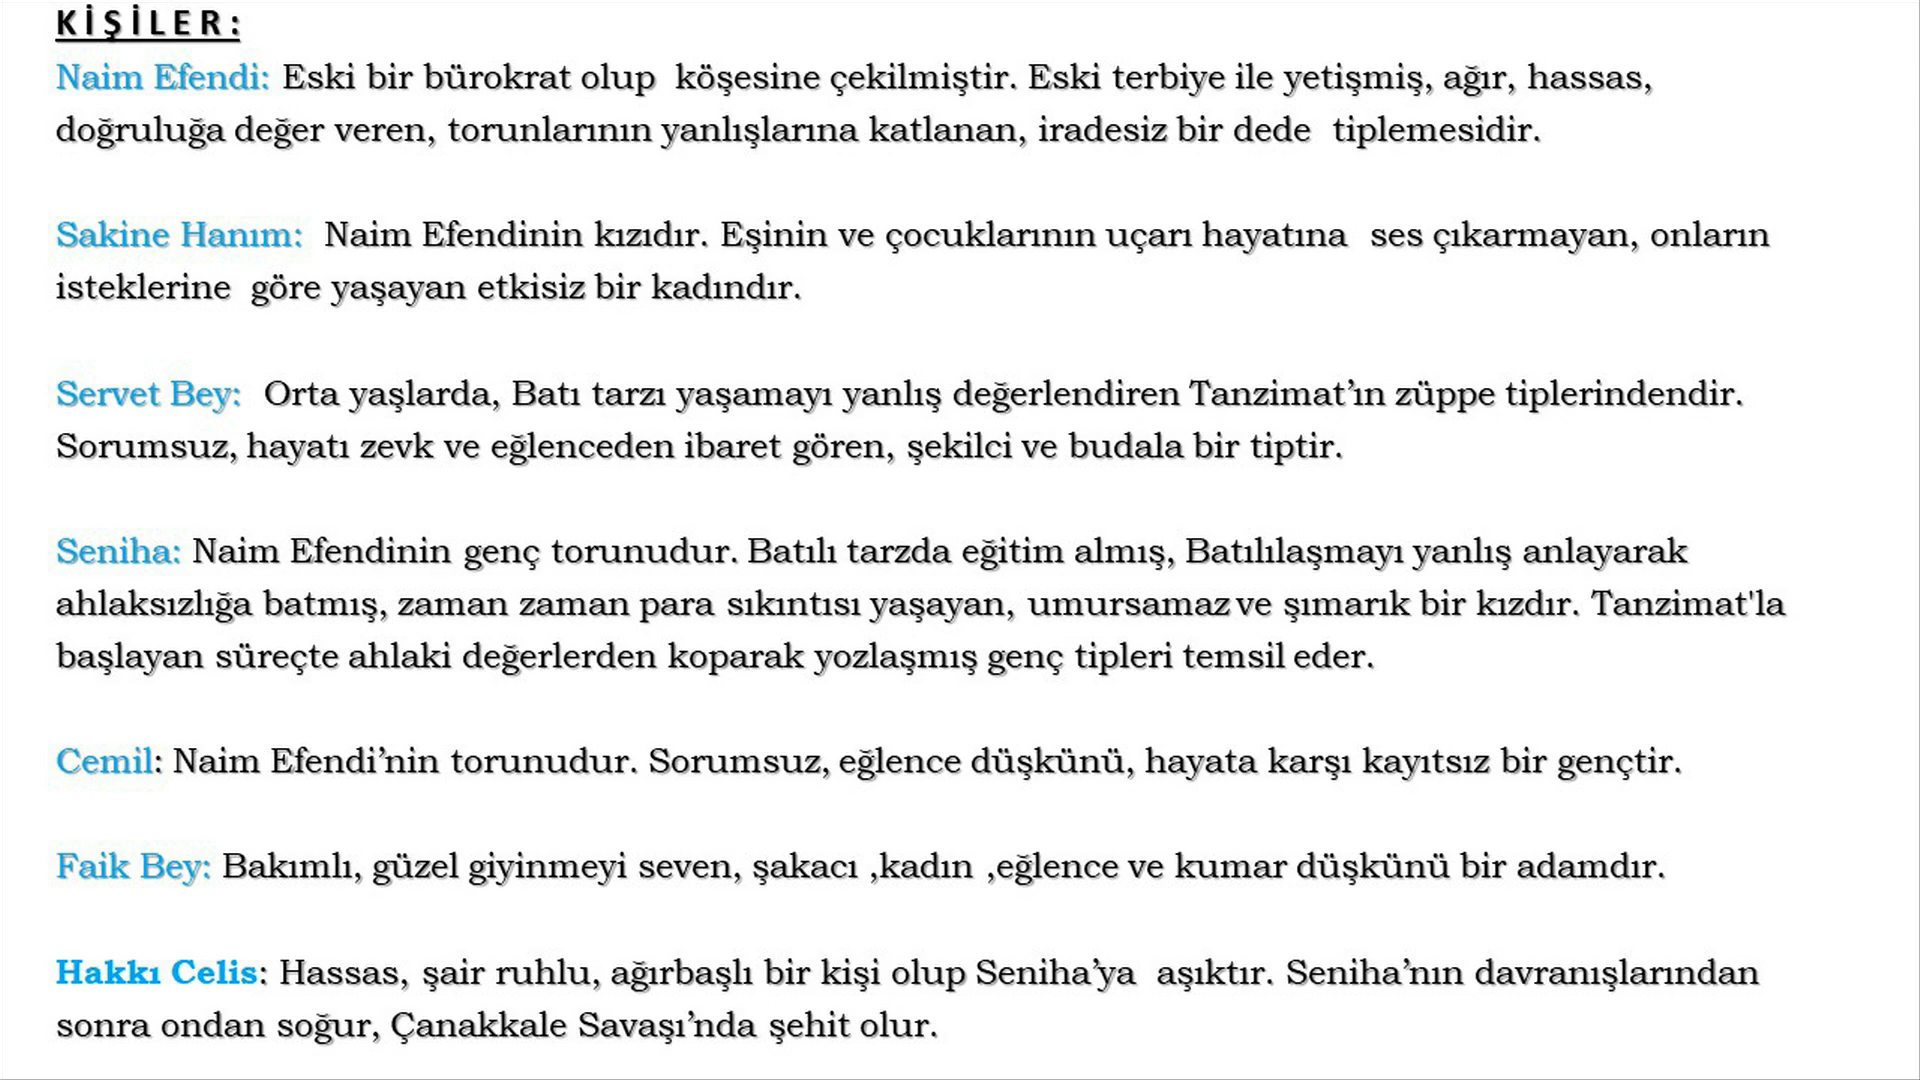 KİŞİLER:
Naim Efendi: Eski bir bürokrat olup köşesine çekilmiştir. Eski terbiye ile yetişmiş, ağır, hassas,
doğruluğa değer veren, torunlarının yanlışlarına katlanan, iradesiz bir dede tiplemesidir.
Sakine Hanım: Naim Efendinin kızıdır. Eşinin ve çocuklarının uçarı hayatına ses çıkarmayan, onların
isteklerine göre yaşayan etkisiz bir kadındır.
Servet Bey: Orta yaşlarda, Batı tarzı yaşamayı yanlış değerlendiren Tanzimat’ın züppe tiplerindendir.
Sorumsuz, hayatı zevk ve eğlenceden ibaret gören, şekilci ve budala bir tiptir.
Seniha: Naim Efendinin genç torunudur. Batılı tarzda eğitim almış, Batılılaşmayı yanlış anlayarak
ahlaksızlığa batmış, zaman zaman para sıkıntısı yaşayan, umursamaz ve şımarık bir kızdır. Tanzimat'la
başlayan süreçte ahlaki değerlerden koparak yozlaşmış genç tipleri temsil eder.
Cemil: Naim Efendi’nin torunudur. Sorumsuz, eğlence düşkünü, hayata karşı kayıtsız bir gençtir.
Faik Bey: Bakımlı, güzel giyinmeyi seven, şakacı ,kadın ,eğlence ve kumar düşkünü bir adamdır.
Hakkı Celis: Hassas, şair ruhlu, ağırbaşlı bir kişi olup Seniha’ya aşıktır. Seniha’nın davranışlarından
sonra ondan soğur, Çanakkale Savaşı’nda şehit olur.